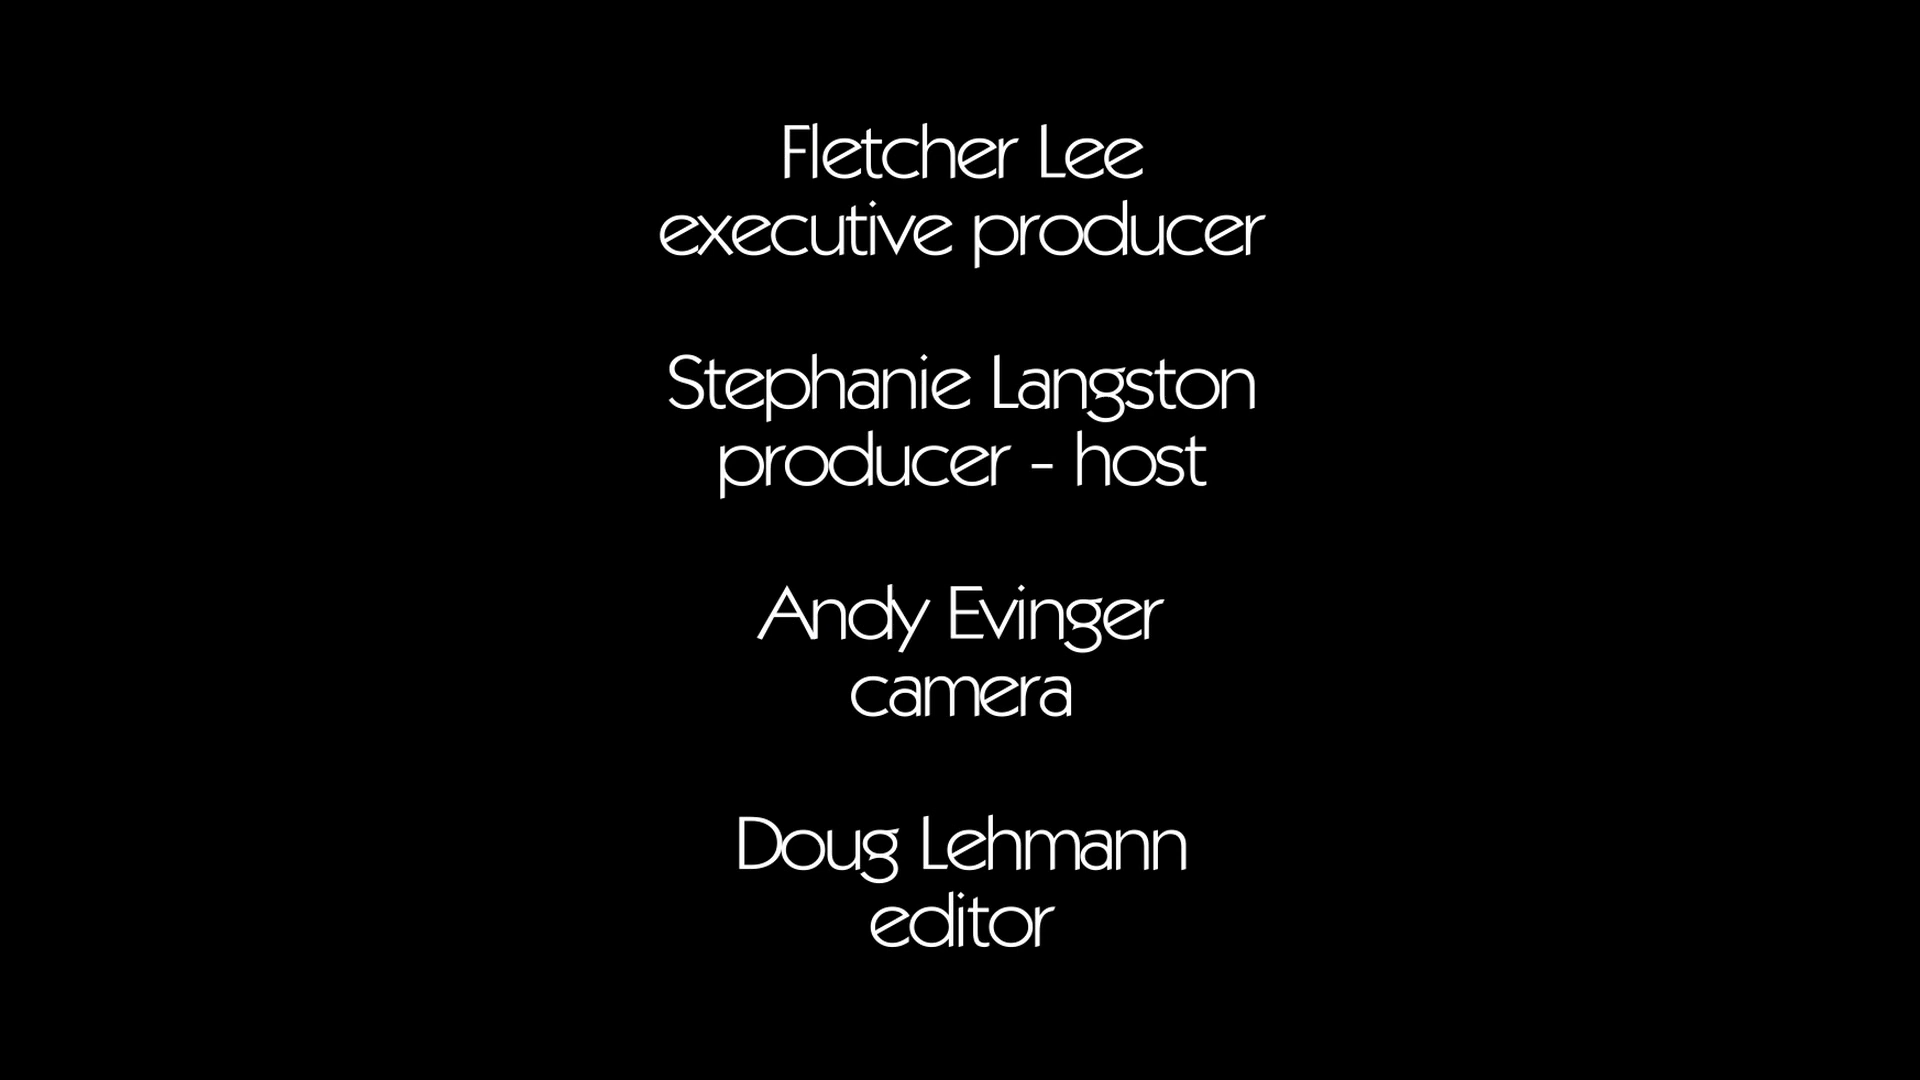 Fletcher Lee
executive producer
Stephanie Langston
producer - host
Andy Evinger
camera
Doug Lehmann
editor